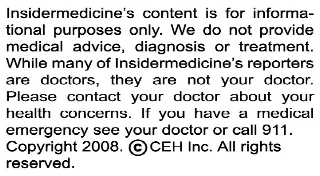 Insidermedicine's content is for informa-
tional purposes only. We do not provide
medical advice, diagnosis or treatment.
While many of Insidermedicine's reporters
are doctors, they are not your doctor.
Please contact your doctor about your
health concerns. If you have a medical
emergency see your doctor or call 911.
Copyright 2008. ©CEH Inc. All rights
reserved.